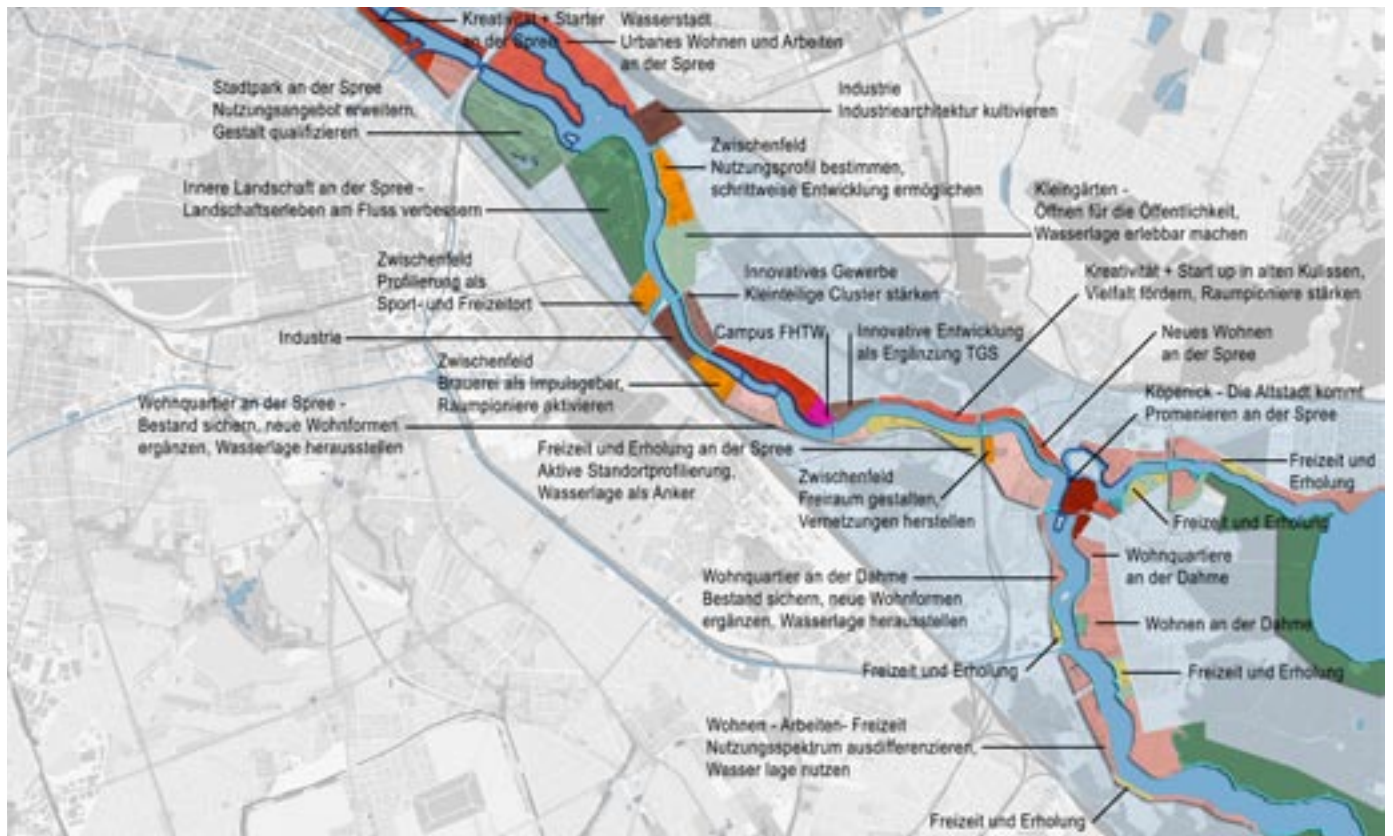 Kreativität + Starter
an der Spree
Wasserstadt
Urbanes Wohnen und Arbeiten
an der Spree
Stadtpark an der Spree
Nutzungsangebot erweitern,
Gestalt qualifizieren
Industrie
Industriearchitektur kultivieren
Zwischenfeld
Nutzungsprofil bestimmen,
schrittweise Entwicklung ermöglichen
Innere Landschaft an der Spree -
Landschaftserleben am Fluss verbessern
Kleingärten -
Öffnen für die Öffentlichkeit,
Wasserlage erlebbar machen
Zwischenfeld
Profilierung als
Sport- und Freizeitort
Innovatives Gewerbe
Kleinteilige Cluster stärken
Kreativität + Start up in alten Kulissen,
Vielfalt fördern, Raumpioniere stärken
Industrie
Campus FHTW
Innovative Entwicklung
als Ergänzung TGS
Neues Wohnen
an der Spree
Zwischenfeld
Brauerei als Impulsgeber,
Raumpioniere aktivieren
Köpenick - Die Altstadt kommt
Promenieren an der Spree
Wohnquartier an der Spree -
Bestand sichern, neue Wohnformen
ergänzen, Wasserlage herausstellen
Freizeit und Erholung an der Spree
Aktive Standortprofilierung,
Wasserlage als Anker
Zwischenfeld
Freiraum gestalten,
Vernetzungen herstellen
Freizeit und
Erholung
Freizeit und Erholung
Wohnquartiere
an der Dahme
Wohnquartier an der Dahme
Bestand sichern, neue Wohnformen
ergänzen, Wasserlage herausstellen
Wohnen an der Dahme
Freizeit und Erholung
Freizeit und Erholung
Wohnen - Arbeiten- Freizeit
Nutzungsspektrum ausdifferenzieren,
Wasser lage nutzen
Freizeit und Erholung